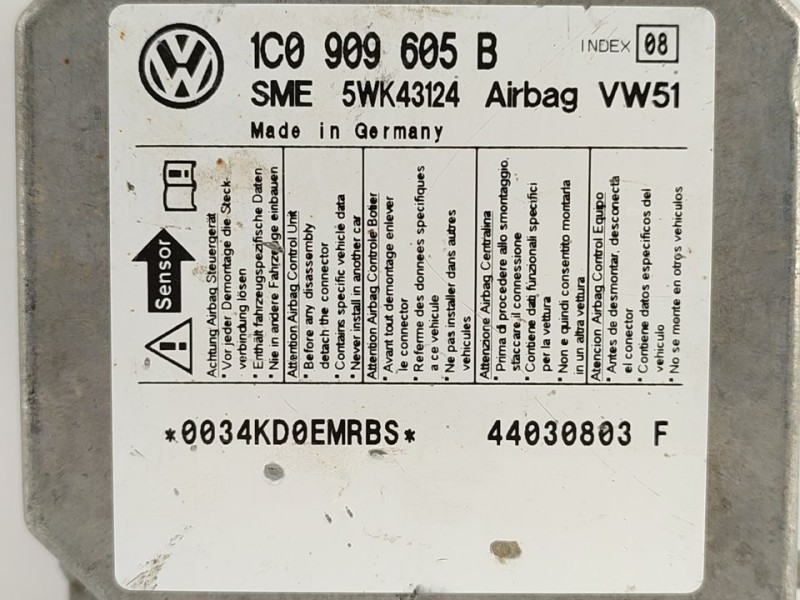 VW
1C0 909 605 B
INDEX 08
SME 5WK43124 Airbag VW51
Made in Germany
Sensor
Achtung Airbag Steuergerät
• Vor jeder Demontage die Steck-
verbindung lösen
• Enthält fahrzeugspezifische Daten
• Nie in andere Fahrzeuge einbauen
Attention Airbag Control Unit
• Before any disassembly
detach the connector
• Contains specific vehicle data
• Never install in another car
Attention Airbag Controle Boitier
• Avant tout demontage enlever
le connector
• Referme des donnees specifiques
a ce vehicule
• Ne pas installer dans autres
vehicules
Attenzione Airbag Centralina
• Prima di procedere allo smontaggio,
staccare il connessione
• Contiene dati funzionali specifici
per la vettura
• Non e quindi consentito montarla
in un altra vettura
Atencion Airbag Control Equipo
• Antes de desmontar, desconectà
el conector
• Contiene datos especificos del
vehiculo
• No se monte en otros vehiculos
*0034KD0EMRBS*
44030803 F